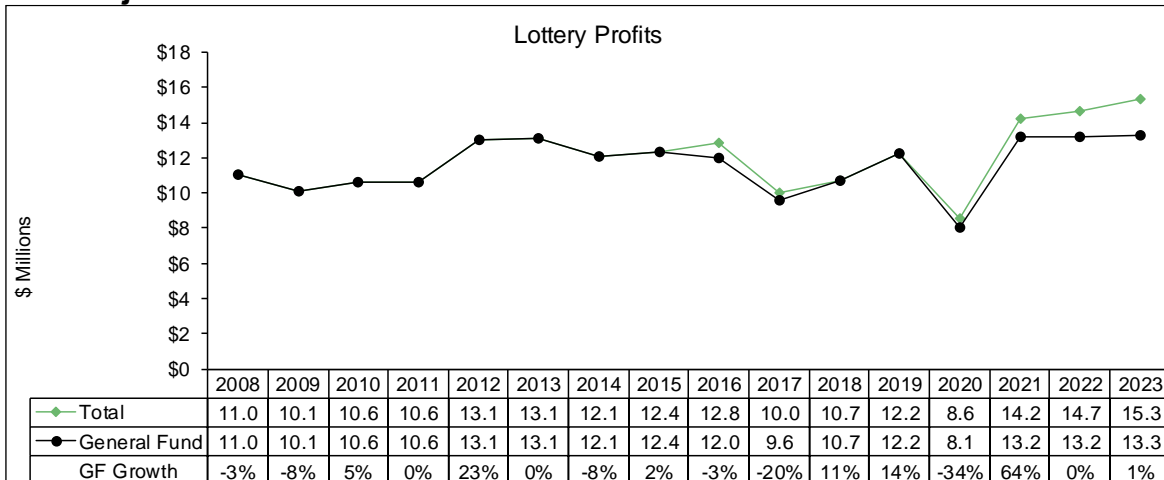 Lottery Profits
$18
$16
$14
$12
$10
$8
$6
$4
$2
$0
$ Millions
2008 2009 2010 2011 2012 2013 2014 2015 2016 2017 2018 2019 2020 2021 2022 2023
Total 11.0 10.1 10.6 10.6 13.1 13.1 12.1 12.4 12.8 10.0 10.7 12.2 8.6 14.2 14.7 15.3
General Fund 11.0 10.1 10.6 10.6 13.1 13.1 12.1 12.4 12.0 9.6 10.7 12.2 8.1 13.2 13.2 13.3
GF Growth -3% -8% 5% 0% 23% 0% -8% 2% -3% -20% 11% 14% -34% 64% 0% 1%